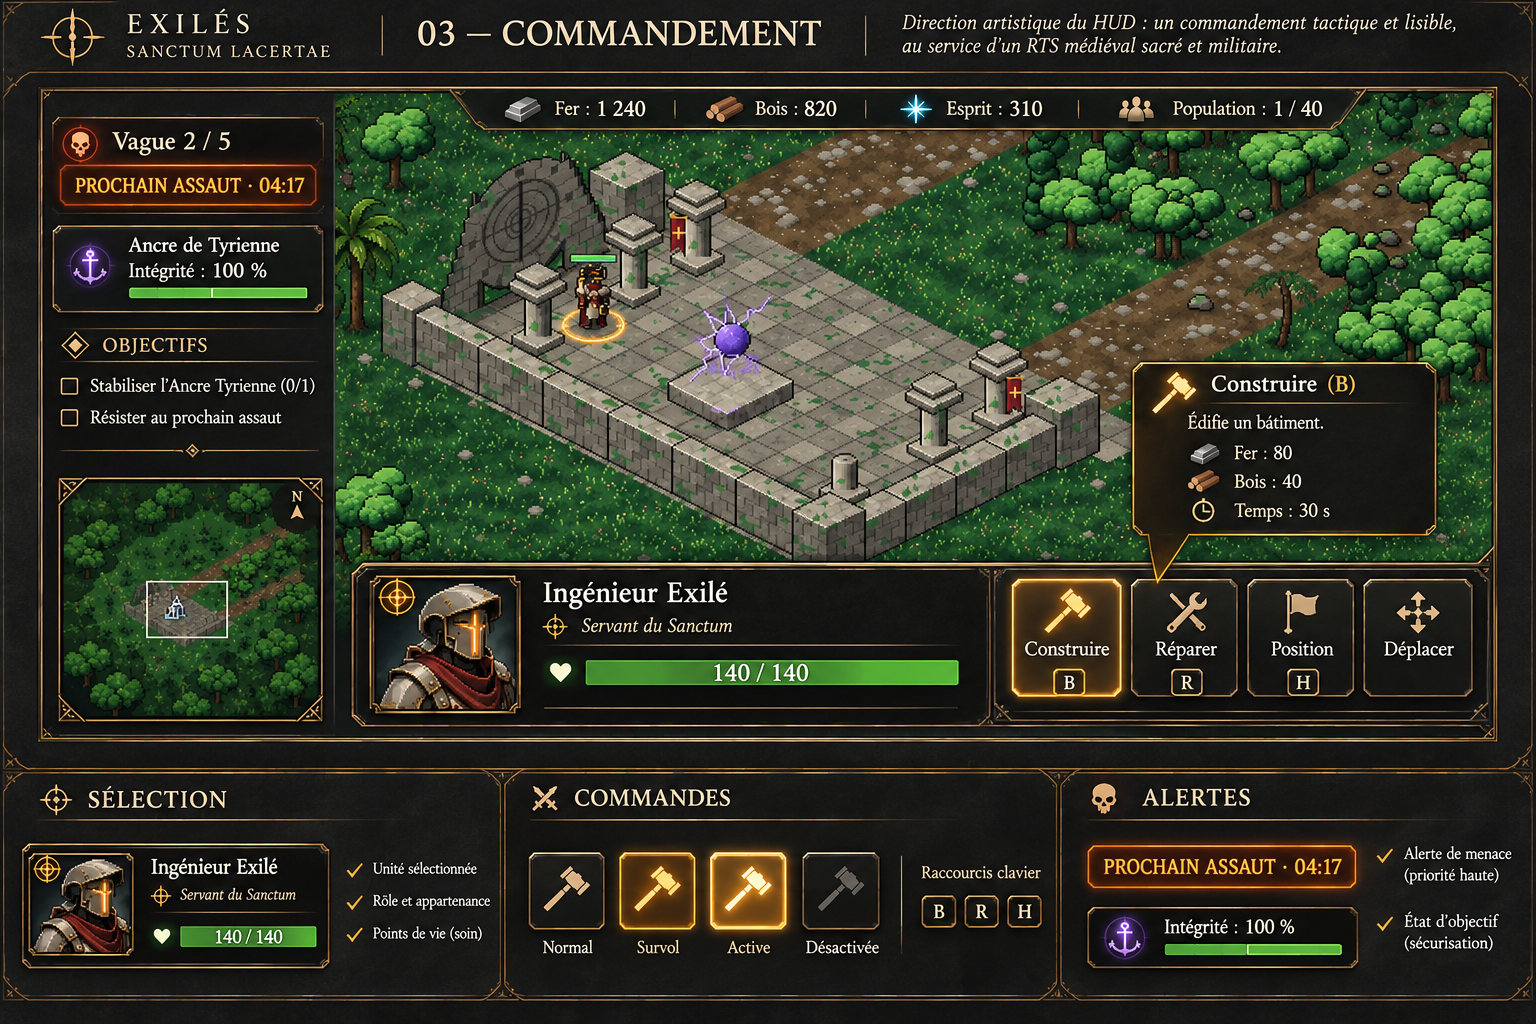 EXILÉS
SANCTUM LACERTAE
03 — COMMANDEMENT
Direction artistique du HUD : un commandement tactique et lisible,
au service d'un RTS médiéval sacré et militaire.
Fer : 1 240
Bois : 820
Esprit : 310
Population : 1 / 40
Vague 2 / 5
PROCHAIN ASSAUT · 04:17
Ancre de Tyrienne
Intégrité : 100 %
OBJECTIFS
Stabiliser l'Ancre Tyrienne (0/1)
Résister au prochain assaut
N
Construire (B)
Édifie un bâtiment.
Fer : 80
Bois : 40
Temps : 30 s
Ingénieur Exilé
Servant du Sanctum
140 / 140
Construire
B
Réparer
R
Position
H
Déplacer
SÉLECTION
Ingénieur Exilé
Servant du Sanctum
140 / 140
Unité sélectionnée
Rôle et appartenance
Points de vie (soin)
COMMANDES
Normal
Survol
Active
Désactivée
Raccourcis clavier
B R H
ALERTES
PROCHAIN ASSAUT · 04:17
Alerte de menace
(priorité haute)
Intégrité : 100 %
État d'objectif
(sécurisation)